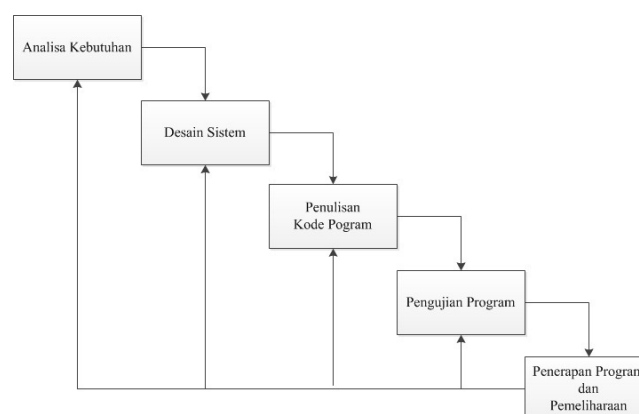 Analisa Kebutuhan
Desain Sistem
Penulisan
Kode Pogram
Pengujian Program
Penerapan Program
dan
Pemeliharaan